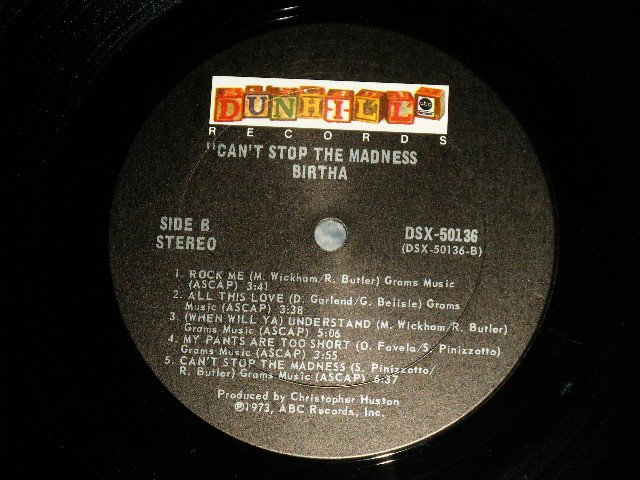 DUNHILL abc
RECORDS
"CAN'T STOP THE MADNESS
BIRTHA
SIDE B
STEREO
DSX-50136
(DSX-50136-B)
1. ROCK ME (M. Wickham/R. Butler) Grams Music
(ASCAP) 3:41
2. ALL THIS LOVE (D. Garlend/G. Belisle) Grams
Music (ASCAP) 3:38
3. (WHEN WILL YA) UNDERSTAND (M. Wickham/R. Butler)
Grams Music (ASCAP) 5:06
4. MY PANTS ARE TOO SHORT (O. Favela/S. Pinizzotto)
Grams Music (ASCAP) 3:55
5. CAN'T STOP THE MADNESS (S. Pinizzotto/
R. Butler) Grams Music (ASCAP) 6:37
Produced by Christopher Huston
Ⓟ1973, ABC Records, Inc.